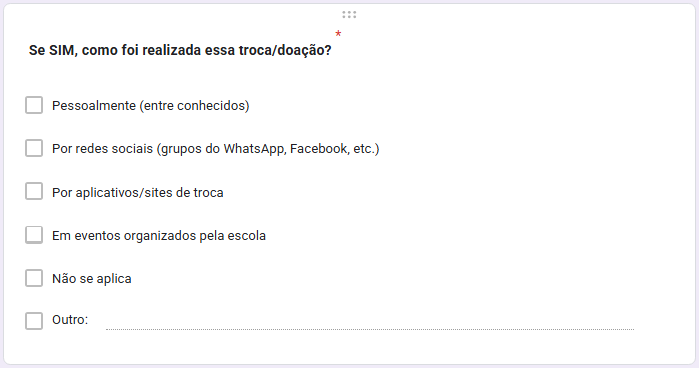 Se SIM, como foi realizada essa troca/doação? *
Pessoalmente (entre conhecidos)
Por redes sociais (grupos do WhatsApp, Facebook, etc.)
Por aplicativos/sites de troca
Em eventos organizados pela escola
Não se aplica
Outro: